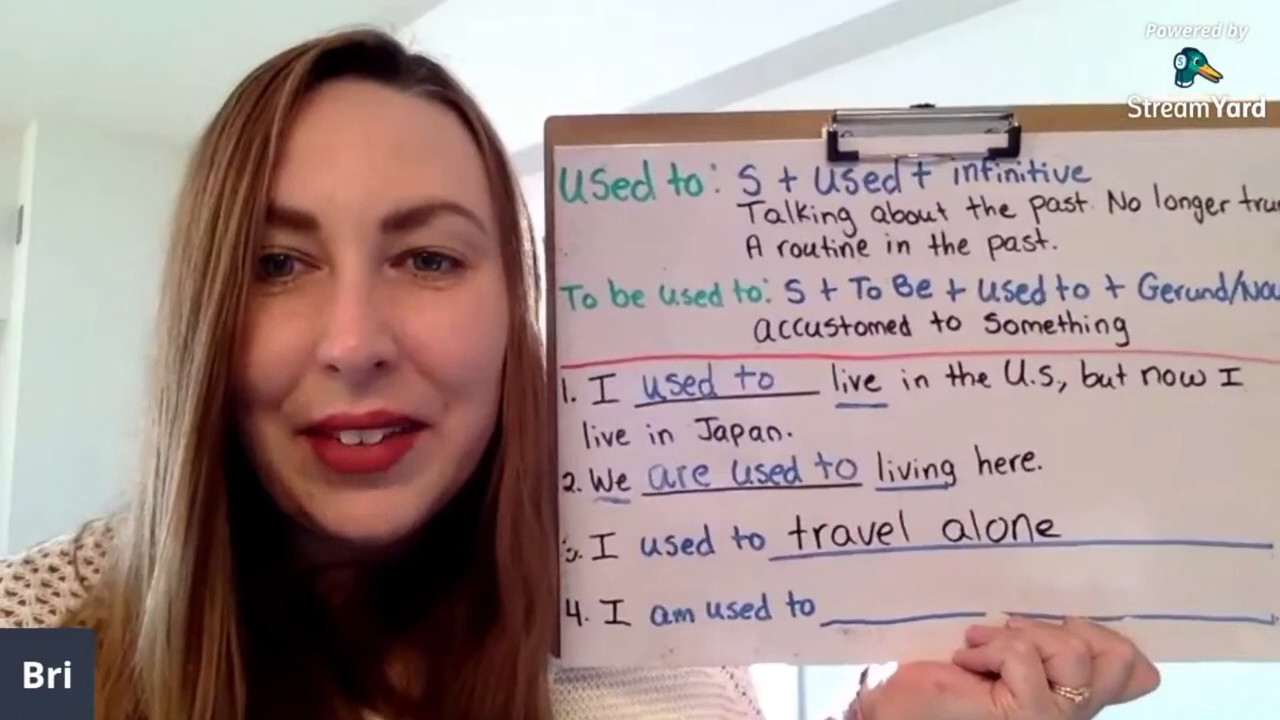 Powered by
StreamYard
Used to: S + used + infinitive
Talking about the past. No longer
A routine in the past.
To be used to: S + To Be + used to + Gerund/
accustomed to something
1. I used to live in the U.S., but now I
live in Japan.
2. We are used to living here.
3. I used to travel alone
4. I am used to
Bri